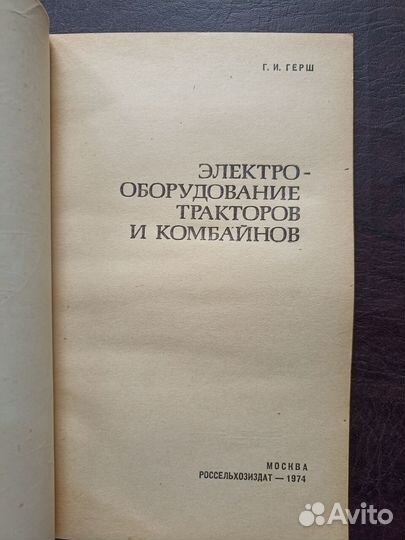 Г. И. ГЕРШ
ЭЛЕКТРО-
ОБОРУДОВАНИЕ
ТРАКТОРОВ
И КОМБАЙНОВ
МОСКВА
РОССЕЛЬХОЗИЗДАТ — 1974
Avito